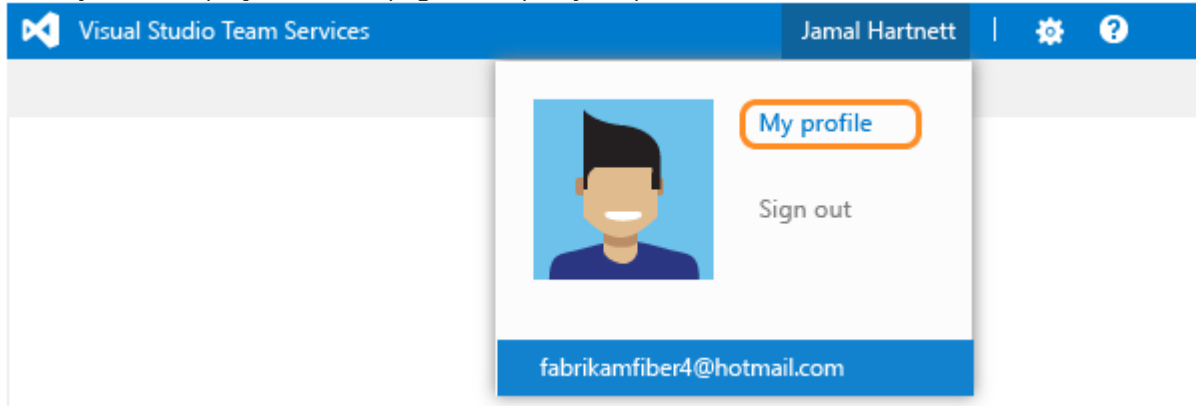 Visual Studio Team Services
Jamal Hartnett
My profile
Sign out
fabrikamfiber4@hotmail.com